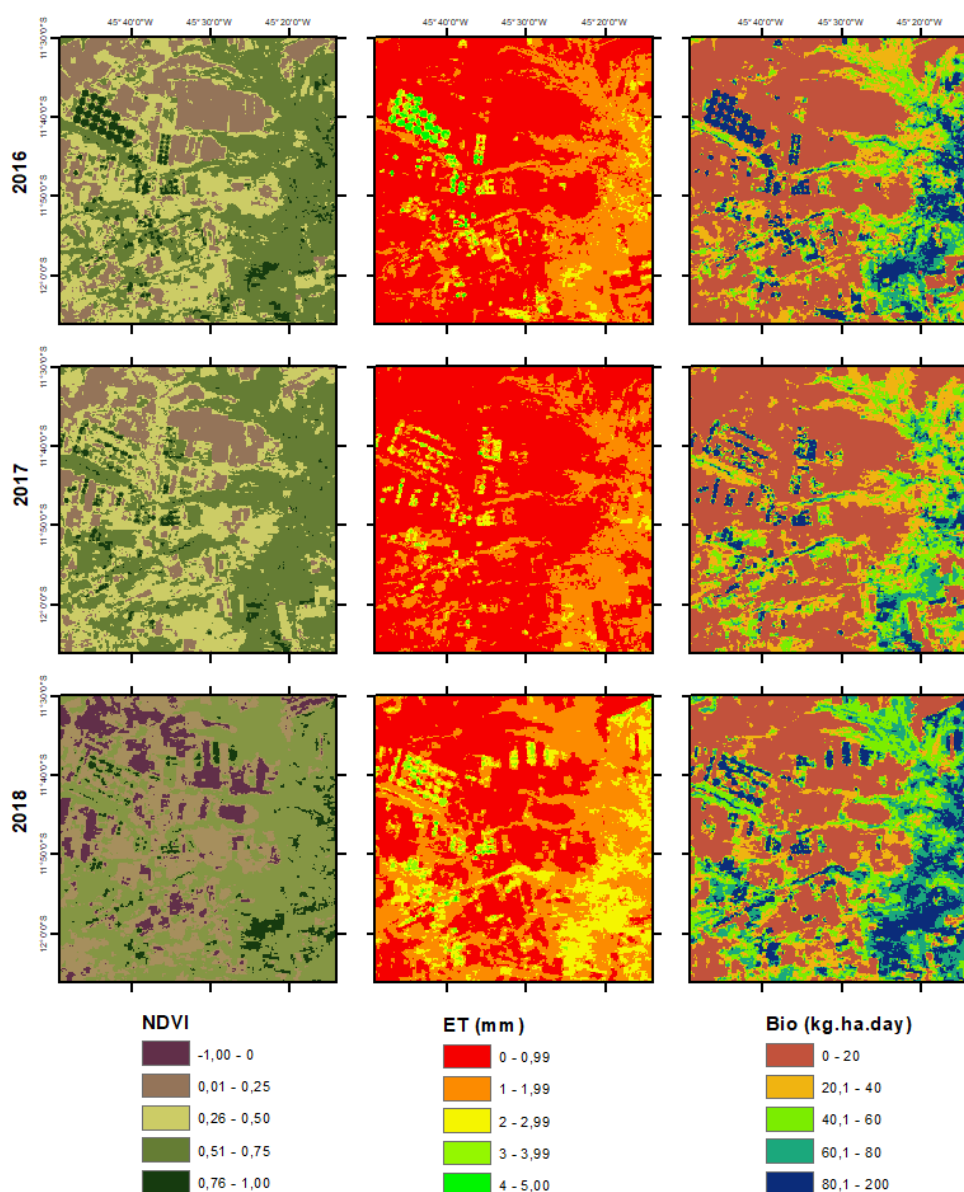 45°40'0"W 45°30'0"W 45°20'0"W 45°40'0"W 45°30'0"W 45°20'0"W 45°40'0"W 45°30'0"W 45°20'0"W
11°30'0"S
11°40'0"S
2016
11°50'0"S
12°0'0"S
11°30'0"S
11°40'0"S
2017
11°50'0"S
12°0'0"S
11°30'0"S
11°40'0"S
2018
11°50'0"S
12°0'0"S
NDVI
-1,00 - 0
0,01 - 0,25
0,26 - 0,50
0,51 - 0,75
0,76 - 1,00
ET (mm)
0 - 0,99
1 - 1,99
2 - 2,99
3 - 3,99
4 - 5,00
Bio (kg.ha.day)
0 - 20
20,1 - 40
40,1 - 60
60,1 - 80
80,1 - 200